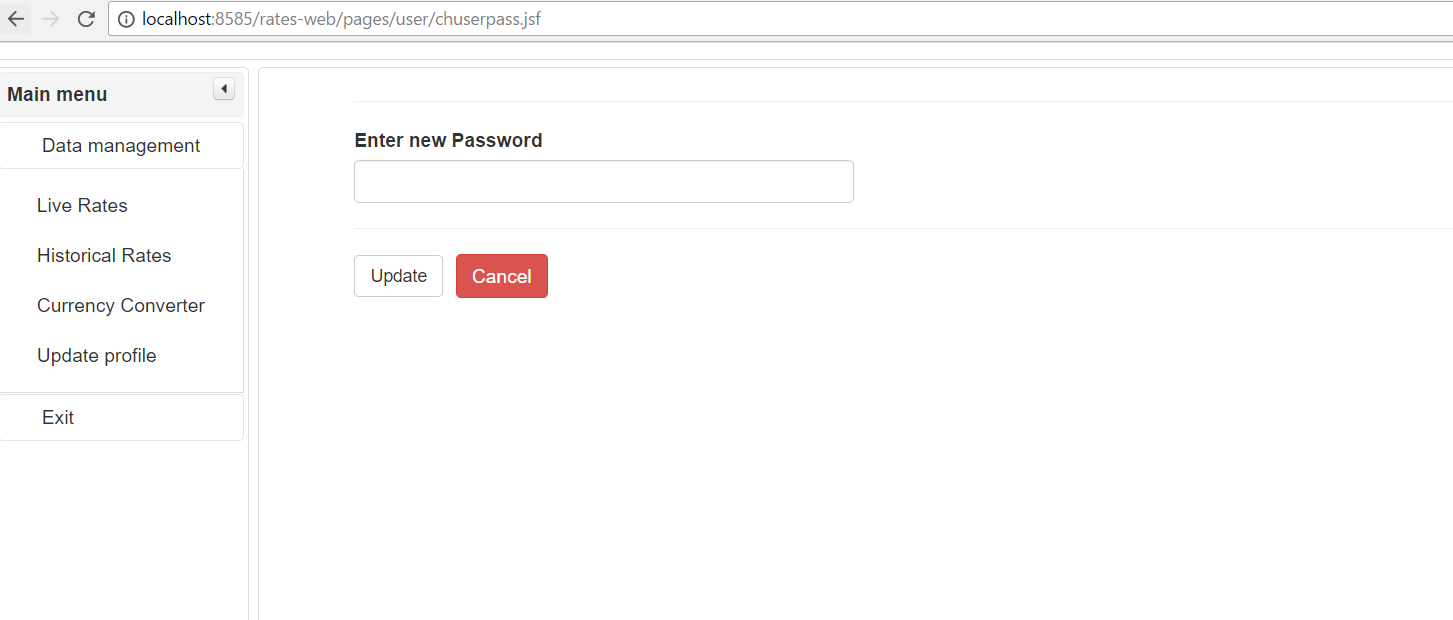 localhost:8585/rates-web/pages/user/chuserpass.jsf
Main menu
Data management
Live Rates
Historical Rates
Currency Converter
Update profile
Exit
Enter new Password
Update Cancel